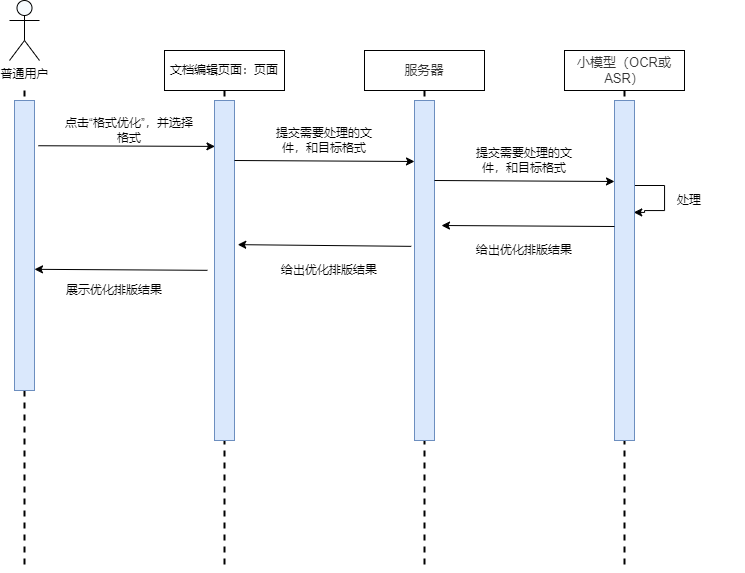 普通用户
文档编辑页面：页面
服务器
小模型（OCR或
ASR）
点击“格式优化”，并选择
格式
提交需要处理的文
件，和目标格式
提交需要处理的文
件，和目标格式
处理
给出优化排版结果
给出优化排版结果
展示优化排版结果